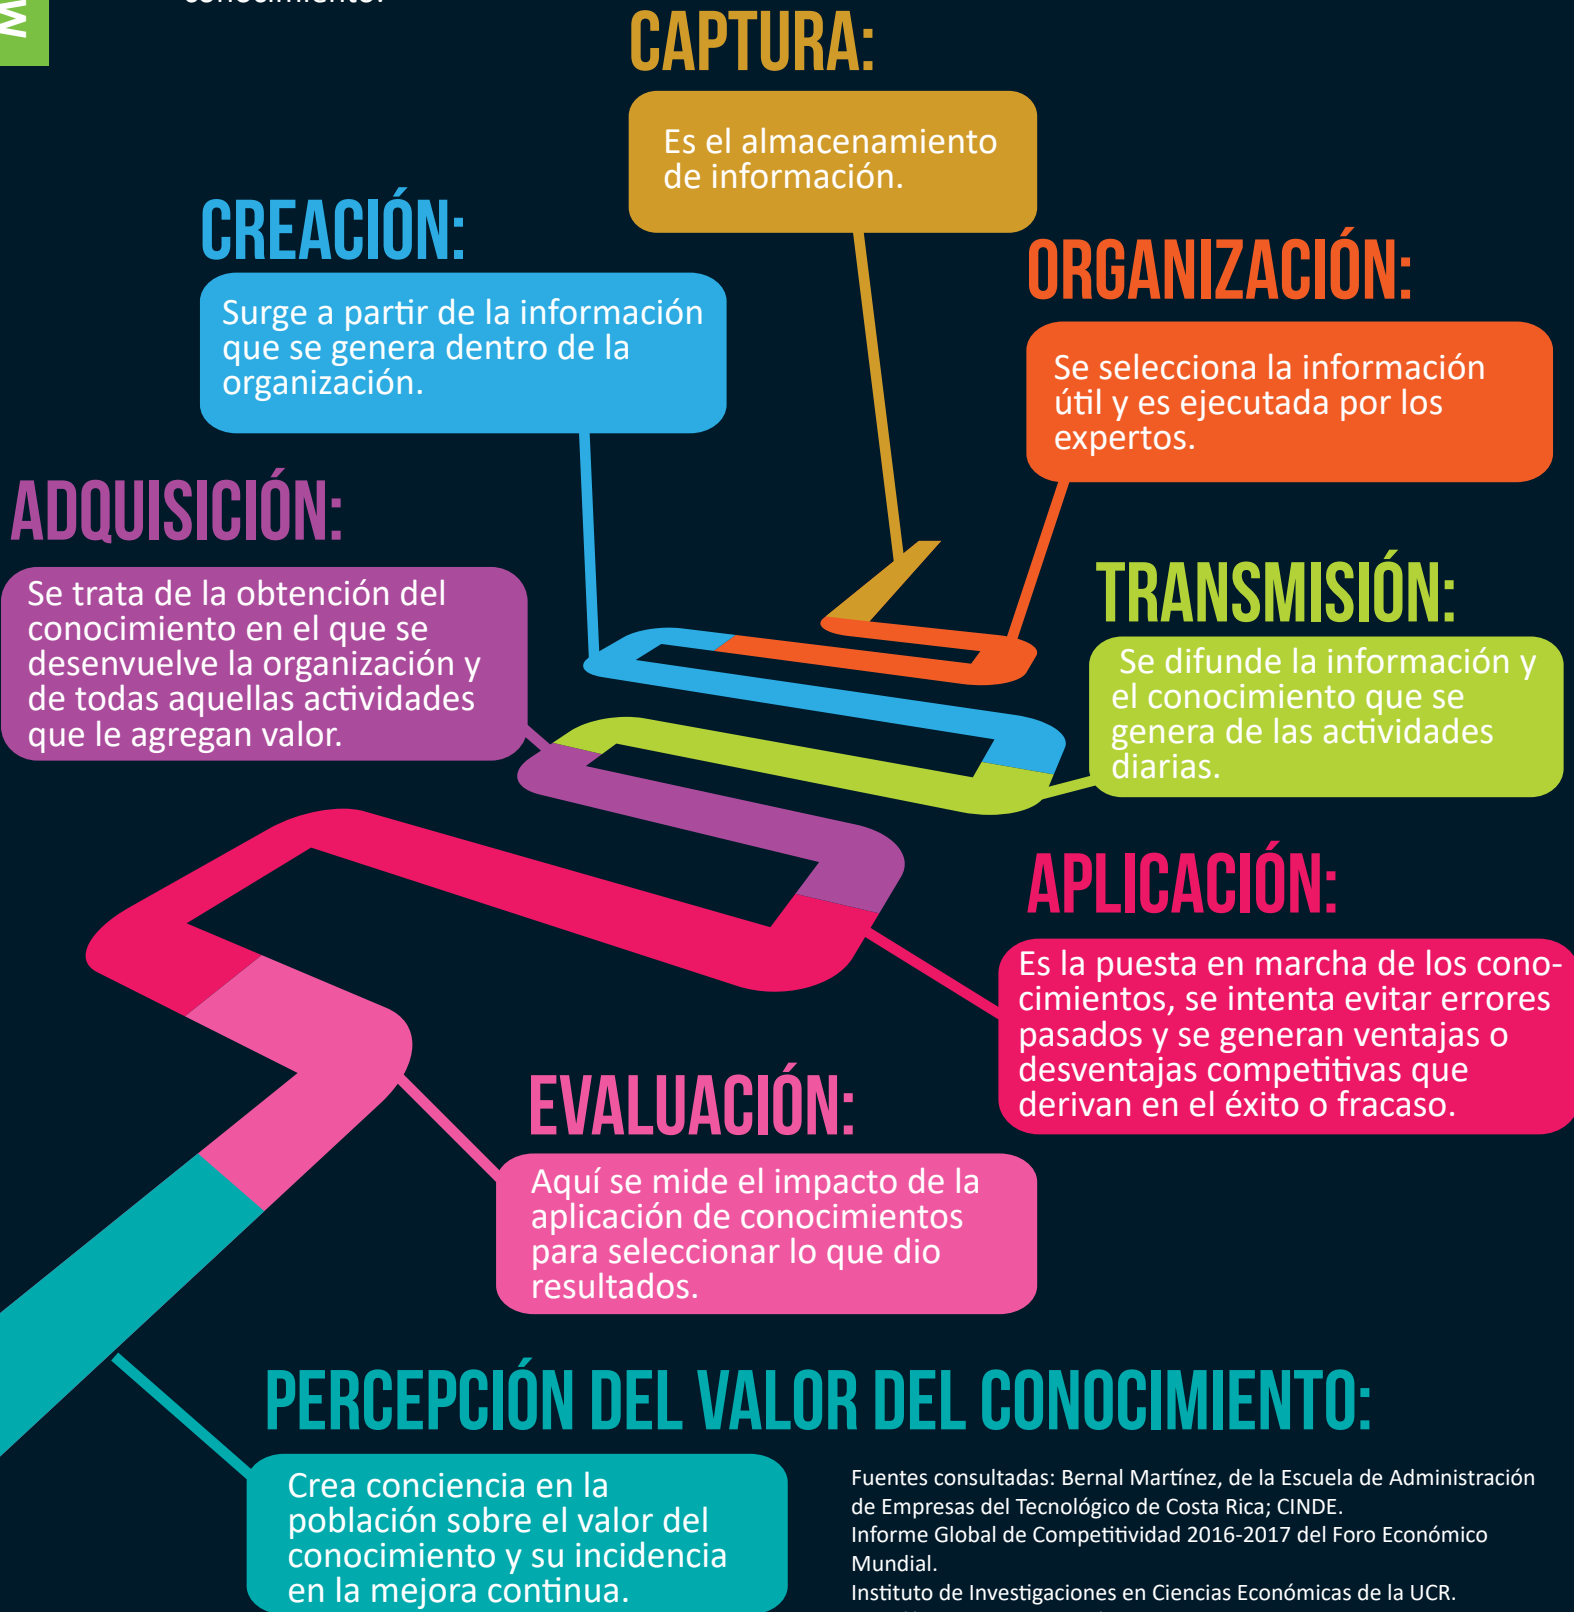 conocimiento.
CAPTURA:
Es el almacenamiento
de información.
CREACIÓN:
Surge a partir de la información
que se genera dentro de la
organización.
ORGANIZACIÓN:
Se selecciona la información
útil y es ejecutada por los
expertos.
ADQUISICIÓN:
Se trata de la obtención del
conocimiento en el que se
desenvuelve la organización y
de todas aquellas actividades
que le agregan valor.
TRANSMISIÓN:
Se difunde la información y
el conocimiento que se
genera de las actividades
diarias.
APLICACIÓN:
Es la puesta en marcha de los cono-
cimientos, se intenta evitar errores
pasados y se generan ventajas o
desventajas competitivas que
derivan en el éxito o fracaso.
EVALUACIÓN:
Aquí se mide el impacto de la
aplicación de conocimientos
para seleccionar lo que dio
resultados.
PERCEPCIÓN DEL VALOR DEL CONOCIMIENTO:
Crea conciencia en la
población sobre el valor del
conocimiento y su incidencia
en la mejora continua.
Fuentes consultadas: Bernal Martínez, de la Escuela de Administración
de Empresas del Tecnológico de Costa Rica; CINDE.
Informe Global de Competitividad 2016-2017 del Foro Económico
Mundial.
Instituto de Investigaciones en Ciencias Económicas de la UCR.